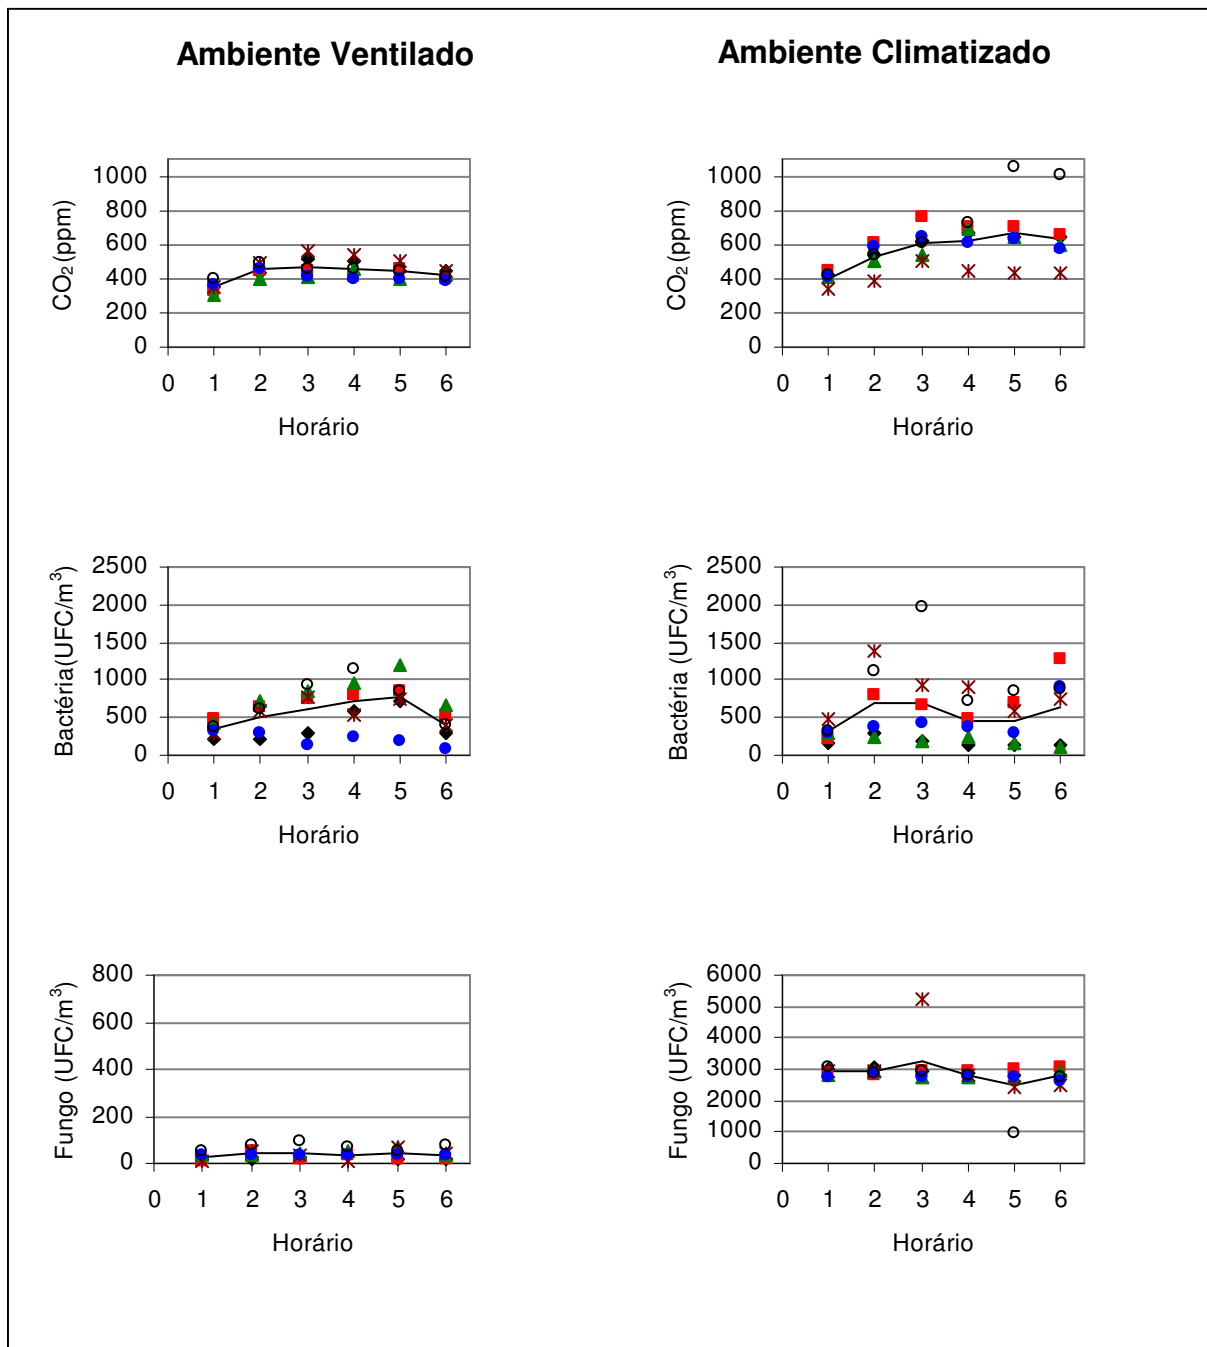 Ambiente Ventilado
Ambiente Climatizado
CO₂(ppm)
1000
800
600
400
200
0
0 1 2 3 4 5 6
Horário
CO₂(ppm)
1000
800
600
400
200
0
0 1 2 3 4 5 6
Horário
Bactéria(UFC/m³)
2500
2000
1500
1000
500
0
0 1 2 3 4 5 6
Horário
Bactéria (UFC/m³)
2500
2000
1500
1000
500
0
0 1 2 3 4 5 6
Horário
Fungo (UFC/m³)
800
600
400
200
0
0 1 2 3 4 5 6
Horário
Fungo (UFC/m³)
6000
5000
4000
3000
2000
1000
0
0 1 2 3 4 5 6
Horário